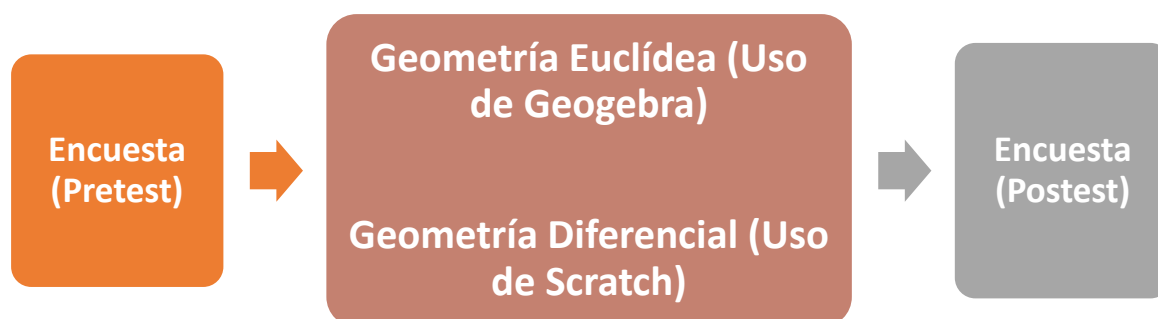 Encuesta
(Pretest)
Geometría Euclídea (Uso
de Geogebra)
Geometría Diferencial (Uso
de Scratch)
Encuesta
(Postest)